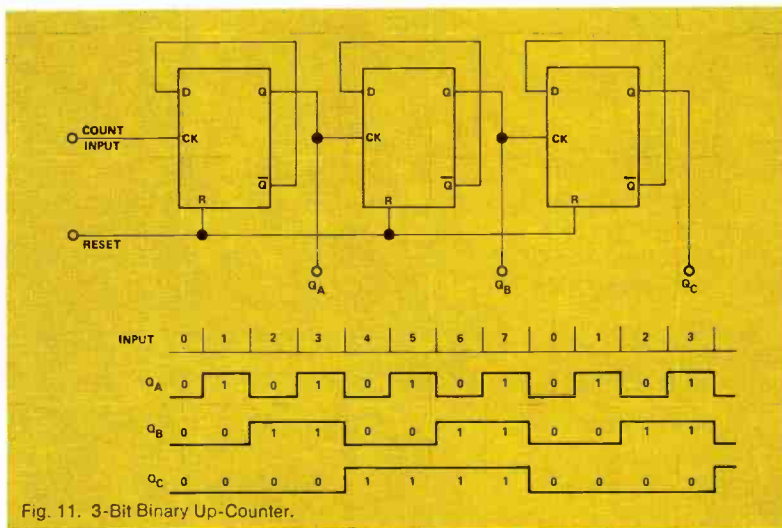 D Q D Q D Q
COUNT
INPUT CK CK CK
Q̅ Q̅ Q̅
R R R
RESET
QA QB QC
INPUT 0 1 2 3 4 5 6 7 0 1 2 3
QA 0 1 0 1 0 1 0 1 0 1 0 1
QB 0 0 1 1 0 0 1 1 0 0 1 1
QC 0 0 0 0 1 1 1 1 0 0 0 0
Fig. 11. 3-Bit Binary Up-Counter.